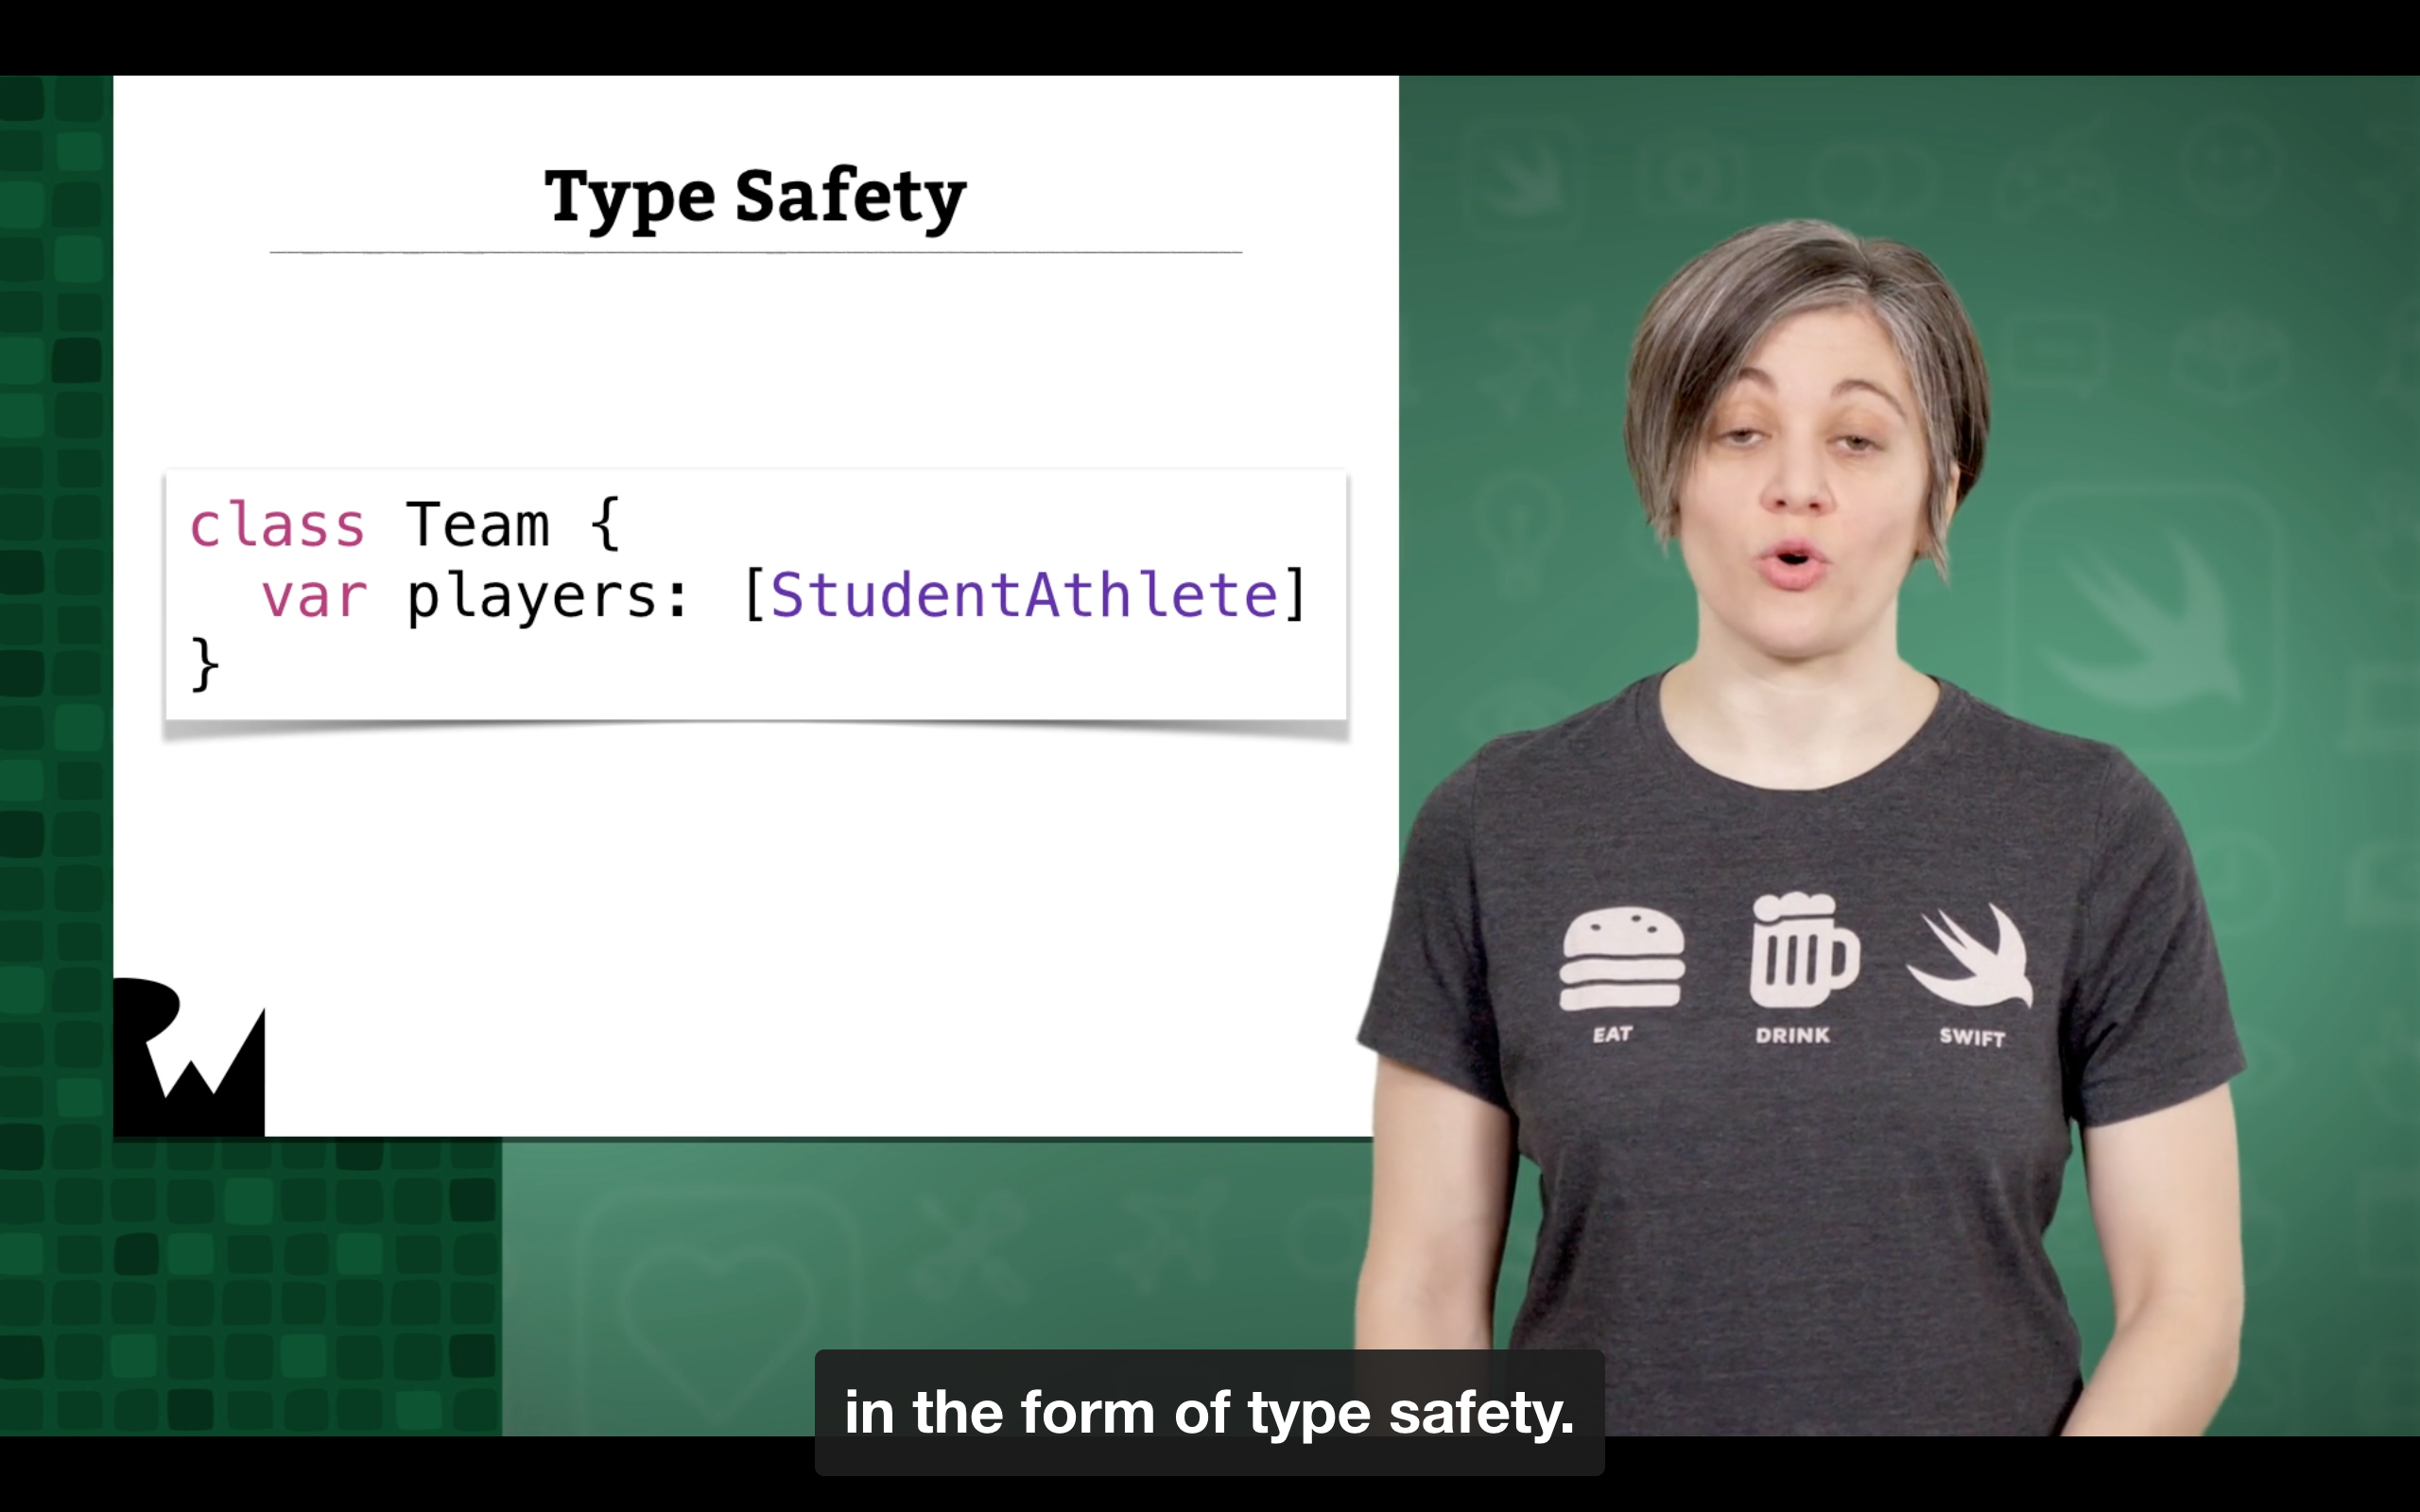 Type Safety
class Team {
  var players: [StudentAthlete]
}
EAT DRINK SWIFT
in the form of type safety.